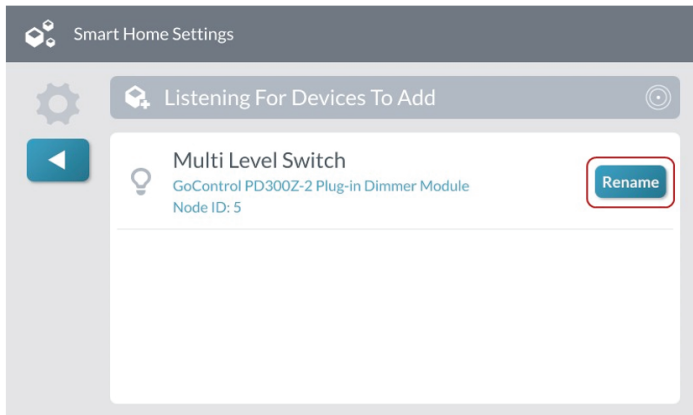 Smart Home Settings
Listening For Devices To Add
Multi Level Switch
GoControl PD300Z-2 Plug-in Dimmer Module
Rename
Node ID: 5